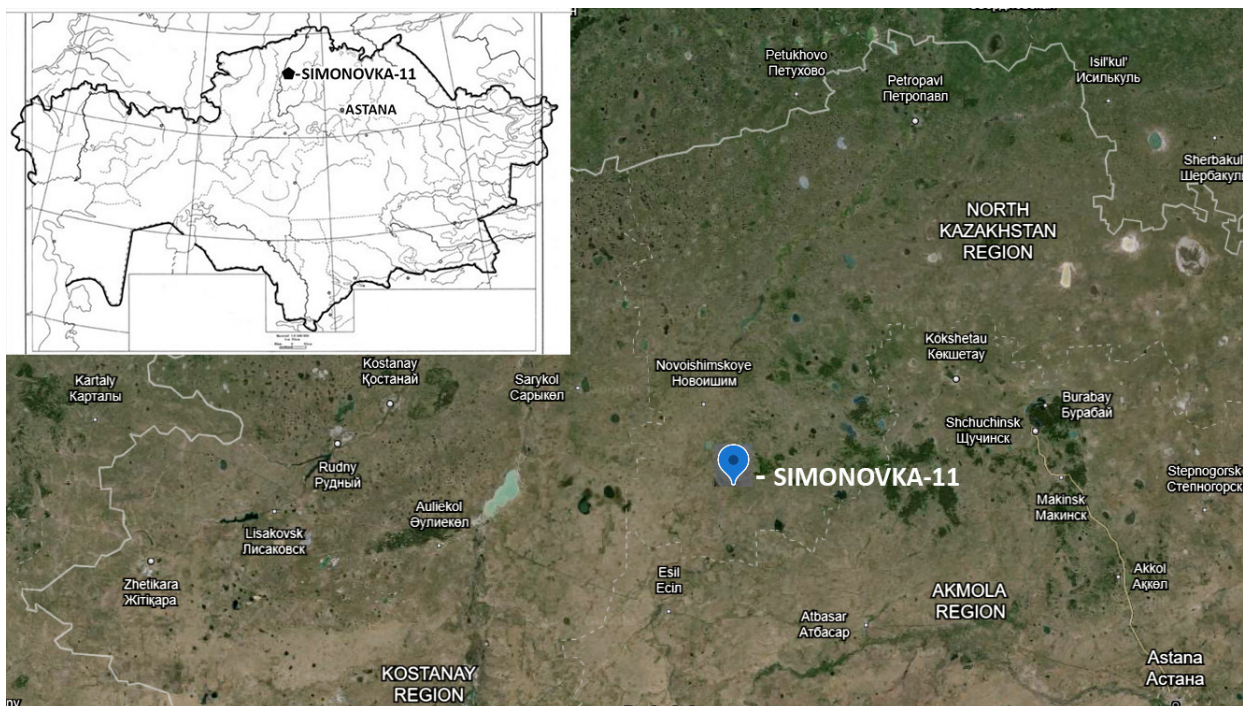 -SIMONOVKA-11
ASTANA
Petukhovo
Петухово
Petropavl
Петропавл
Isil'kul'
Исилькуль
Sherbakul
Шербакуль
NORTH
KAZAKHSTAN
REGION
Kokshetau
Көкшетау
Kostanay
Қостанай
Kartaly
Карталы
Sarykol
Сарыкөл
Novoishimskoye
Новоишим
Burabay
Бурабай
Shchuchinsk
Щучинск
Rudny
Рудный
- SIMONOVKA-11
Stepnogorsk
Степногорск
Makinsk
Макинск
Auliekol
Әулиекөл
Lisakovsk
Лисаковск
Zhetikara
Жітіқара
Esil
Есіл
Akkol
Ақкөл
AKMOLA
REGION
Atbasar
Атбасар
Astana
Астана
KOSTANAY
REGION